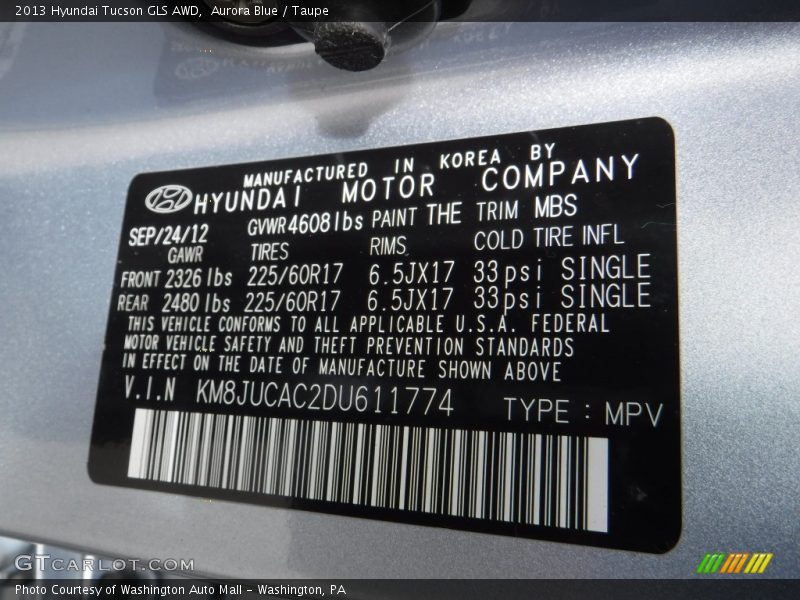 2013 Hyundai Tucson GLS AWD, Aurora Blue / Taupe
MANUFACTURED IN KOREA BY
HYUNDAI MOTOR COMPANY
SEP/24/12 GVWR4608lbs PAINT THE TRIM MBS
GAWR TIRES RIMS COLD TIRE INFL
FRONT 2326 lbs 225/60R17 6.5JX17 33psi SINGLE
REAR 2480 lbs 225/60R17 6.5JX17 33psi SINGLE
THIS VEHICLE CONFORMS TO ALL APPLICABLE U.S.A. FEDERAL
MOTOR VEHICLE SAFETY AND THEFT PREVENTION STANDARDS
IN EFFECT ON THE DATE OF MANUFACTURE SHOWN ABOVE
V.I.N KM8JUCAC2DU611774 TYPE : MPV
GTCARLOT.COM
Photo Courtesy of Washington Auto Mall - Washington, PA